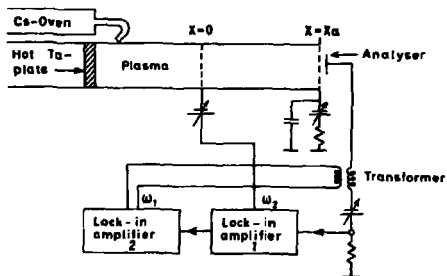 Cs-Oven
X=0
X=Xa
Hot Ta-
plate
Plasma
Analyser
Transformer
ω₁
ω₂
Lock-in
amplifier
2
Lock-in
amplifier
1